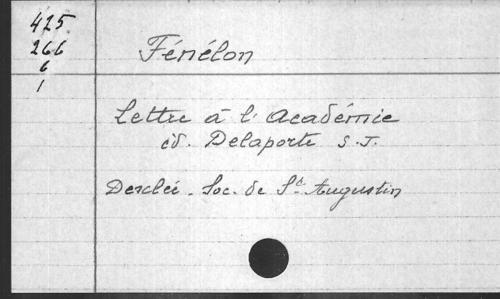 425
266
6
1
Fénélon
Lettre à l'Académie
éd. Delaporte S.J.
Desclée. Soc. de St Augustin